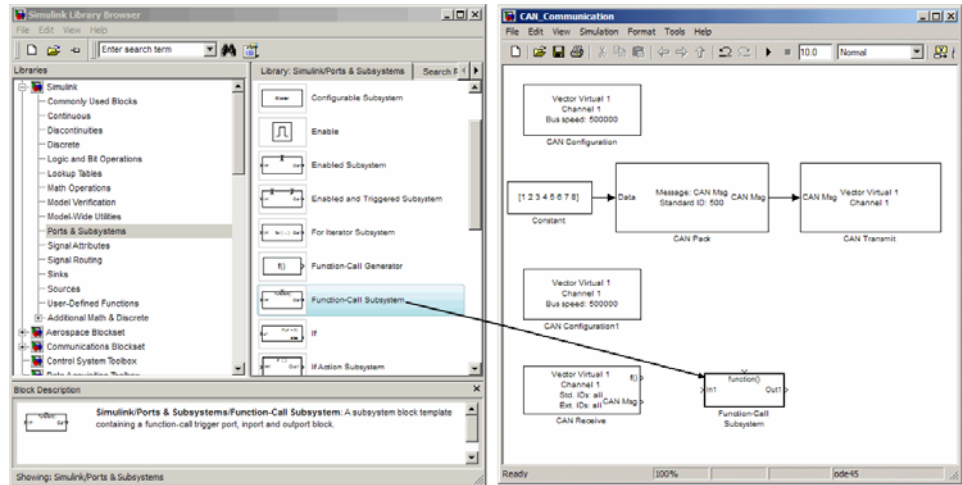 Simulink Library Browser
File Edit View Help
Enter search term
Libraries
Simulink
Commonly Used Blocks
Continuous
Discontinuities
Discrete
Logic and Bit Operations
Lookup Tables
Math Operations
Model Verification
Model-Wide Utilities
Ports & Subsystems
Signal Attributes
Signal Routing
Sinks
Sources
User-Defined Functions
Additional Math & Discrete
Aerospace Blockset
Communications Blockset
Control System Toolbox
Data Acquisition Toolbox
Library: Simulink/Ports & Subsystems
Search
Configurable Subsystem
Enable
Enabled Subsystem
Enabled and Triggered Subsystem
For Iterator Subsystem
f()
Function-Call Generator
Function-Call Subsystem
If
If Action Subsystem
Block Description
Simulink/Ports & Subsystems/Function-Call Subsystem: A subsystem block template
containing a function-call trigger port, inport and outport block.
Showing: Simulink/Ports & Subsystems
CAN_Communication
File Edit View Simulation Format Tools Help
10.0
Normal
Vector Virtual 1
Channel 1
Bus speed: 500000
CAN Configuration
[1 2 3 4 5 6 7 8]
Constant
Data
Message: CAN Msg
Standard ID: 500
CAN Msg
CAN Pack
CAN Msg
Vector Virtual 1
Channel 1
CAN Transmit
Vector Virtual 1
Channel 1
Bus speed: 500000
CAN Configuration1
Vector Virtual 1
Channel 1
Std. IDs: all
Ext. IDs: all
f()
CAN Msg
CAN Receive
function()
In1
Out1
Function-Call
Subsystem
Ready
100%
ode45